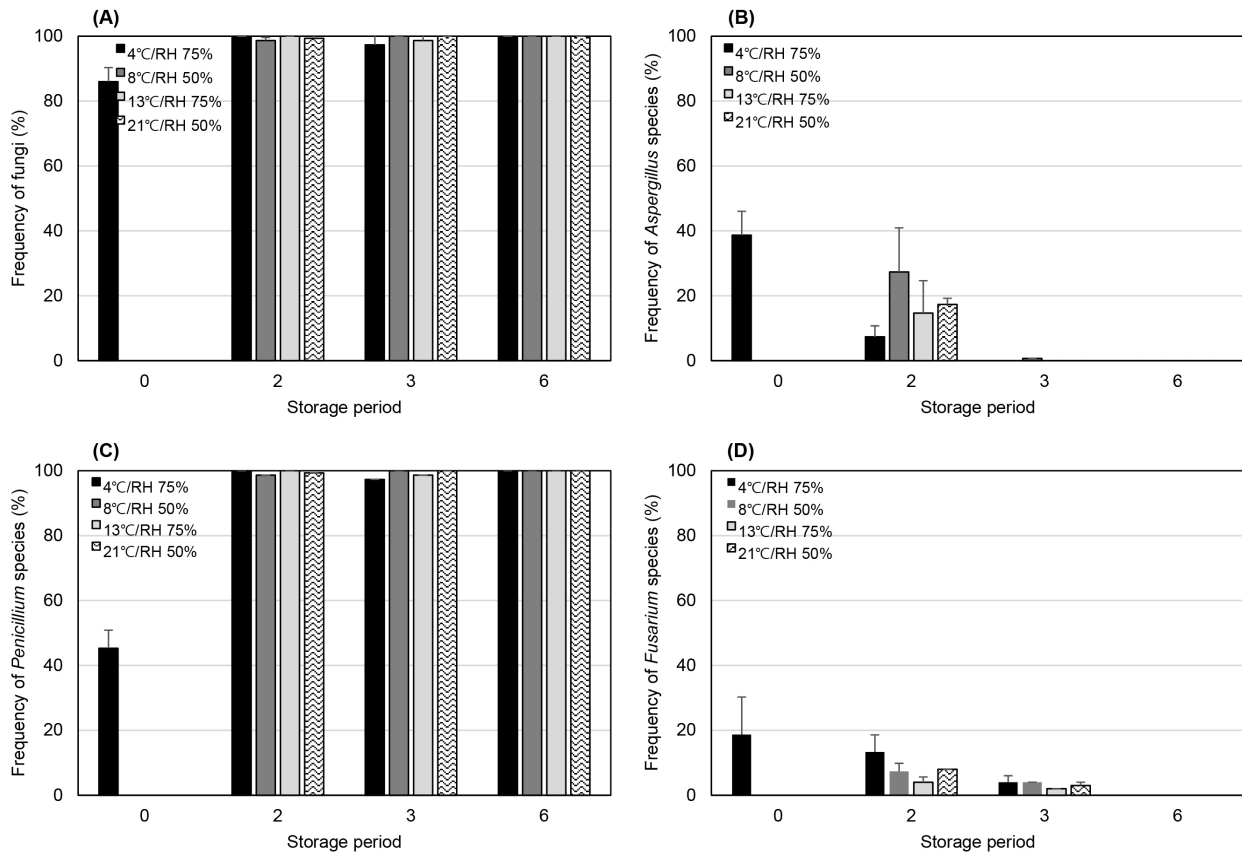 (A)
100
80
60
40
20
0
Frequency of fungi (%)
4℃/RH 75%
8℃/RH 50%
13℃/RH 75%
21℃/RH 50%
0 2 3 6
Storage period
(B)
100
80
60
40
20
0
Frequency of Aspergillus species (%)
4℃/RH 75%
8℃/RH 50%
13℃/RH 75%
21℃/RH 50%
0 2 3 6
Storage period
(C)
100
80
60
40
20
0
Frequency of Penicillium species (%)
4℃/RH 75%
8℃/RH 50%
13℃/RH 75%
21℃/RH 50%
0 2 3 6
Storage period
(D)
100
80
60
40
20
0
Frequency of Fusarium species (%)
4℃/RH 75%
8℃/RH 50%
13℃/RH 75%
21℃/RH 50%
0 2 3 6
Storage period